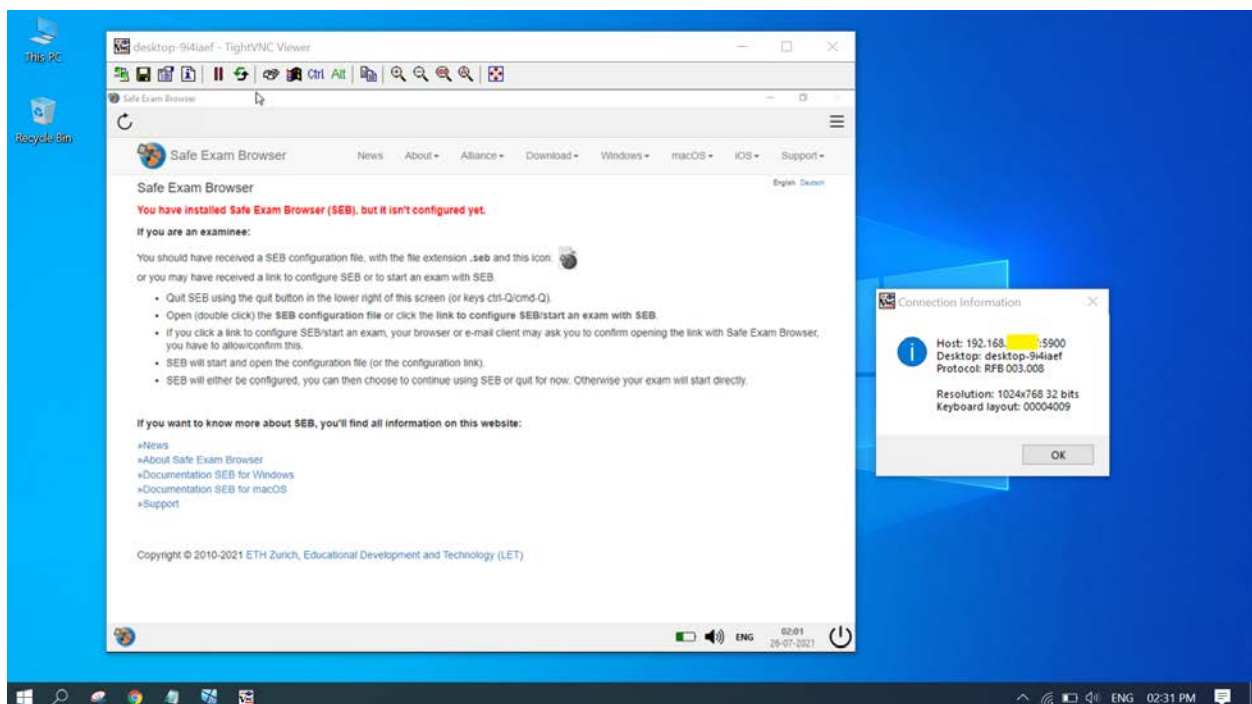 This PC
Recycle Bin
desktop-9i4iaef - TightVNC Viewer
Ctrl Alt
Safe Exam Browser
Safe Exam Browser News About Alliance Download Windows macOS iOS Support
English Deutsch
Safe Exam Browser
You have installed Safe Exam Browser (SEB), but it isn't configured yet.
If you are an examinee:
You should have received a SEB configuration file, with the file extension .seb and this icon:
or you may have received a link to configure SEB or to start an exam with SEB.
• Quit SEB using the quit button in the lower right of this screen (or keys ctrl-Q/cmd-Q).
• Open (double click) the SEB configuration file or click the link to configure SEB/start an exam with SEB.
• If you click a link to configure SEB/start an exam, your browser or e-mail client may ask you to confirm opening the link with Safe Exam Browser,
you have to allow/confirm this.
• SEB will start and open the configuration file (or the configuration link).
• SEB will either be configured, you can then choose to continue using SEB or quit for now. Otherwise your exam will start directly.
If you want to know more about SEB, you'll find all information on this website:
»News
»About Safe Exam Browser
»Documentation SEB for Windows
»Documentation SEB for macOS
»Support
Copyright © 2010-2021 ETH Zurich, Educational Development and Technology (LET)
ENG 02:01
26-07-2021
Connection Information
Host: 192.168. :5900
Desktop: desktop-9i4iaef
Protocol: RFB 003.008
Resolution: 1024x768 32 bits
Keyboard layout: 00004009
OK
ENG 02:31 PM